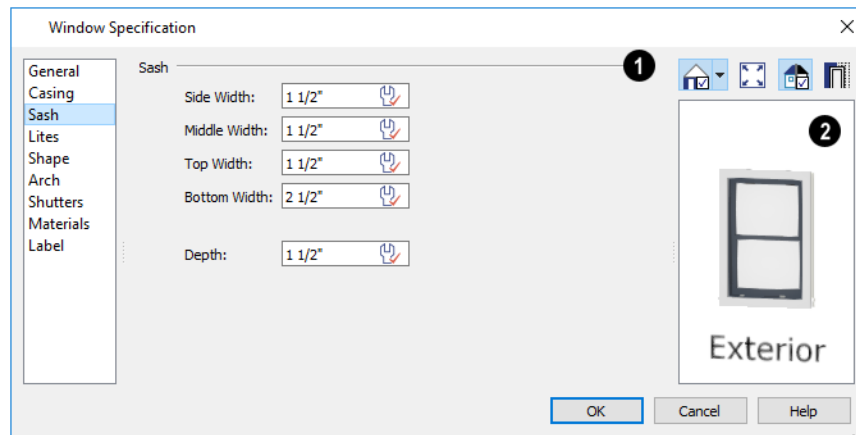 Window Specification
General
Casing
Sash
Lites
Shape
Arch
Shutters
Materials
Label
Sash
Side Width: 1 1/2"
Middle Width: 1 1/2"
Top Width: 1 1/2"
Bottom Width: 2 1/2"
Depth: 1 1/2"
1
2
Exterior
OK Cancel Help